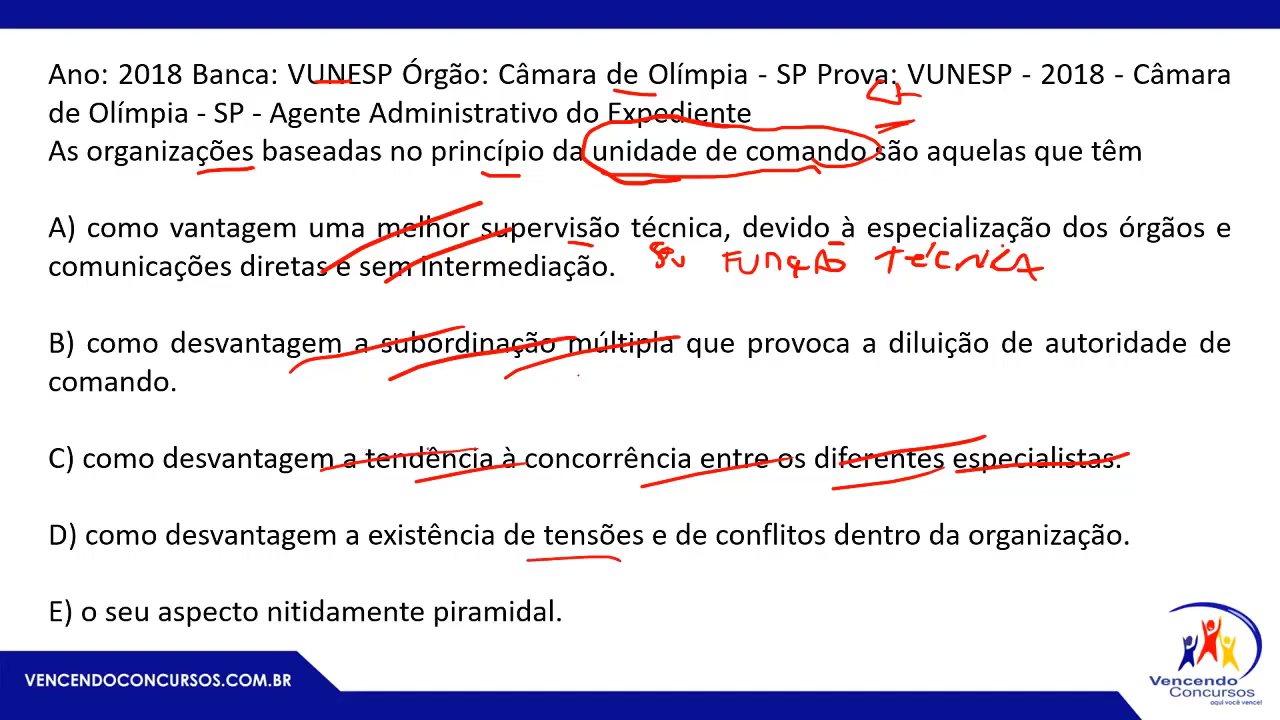 Ano: 2018 Banca: VUNESP Órgão: Câmara de Olímpia - SP Prova: VUNESP - 2018 - Câmara
de Olímpia - SP - Agente Administrativo do Expediente
As organizações baseadas no princípio da unidade de comando são aquelas que têm
A) como vantagem uma melhor supervisão técnica, devido à especialização dos órgãos e
comunicações diretas e sem intermediação.
FUNÇÃO TÉCNICA
B) como desvantagem a subordinação múltipla que provoca a diluição de autoridade de
comando.
C) como desvantagem a tendência à concorrência entre os diferentes especialistas.
D) como desvantagem a existência de tensões e de conflitos dentro da organização.
E) o seu aspecto nitidamente piramidal.
VENCENDOCONCURSOS.COM.BR
Vencendo
Concursos
aqui você vence!